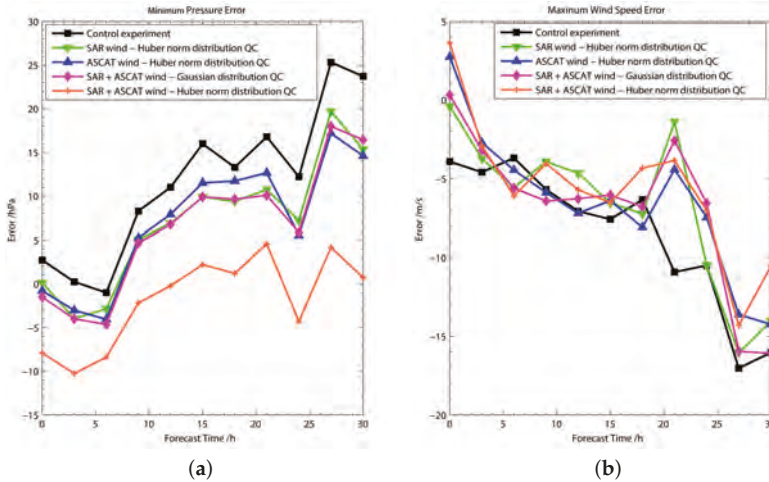 Minimum Pressure Error
30
25
20
15
10
5
0
−5
−10
−15
Error /hPa
Control experiment
SAR wind – Huber norm distribution QC
ASCAT wind – Huber norm distribution QC
SAR + ASCAT wind – Gaussian distribution QC
SAR + ASCAT wind – Huber norm distribution QC
0 5 10 15 20 25 30
Forecast Time /h
(a)
Maximum Wind Speed Error
5
0
−5
−10
−15
−20
Error /m/s
Control experiment
SAR wind – Huber norm distribution QC
ASCAT wind – Huber norm distribution QC
SAR + ASCAT wind – Gaussian distribution QC
SAR + ASCAT wind – Huber norm distribution QC
0 5 10 15 20 25
Forecast Time /h
(b)